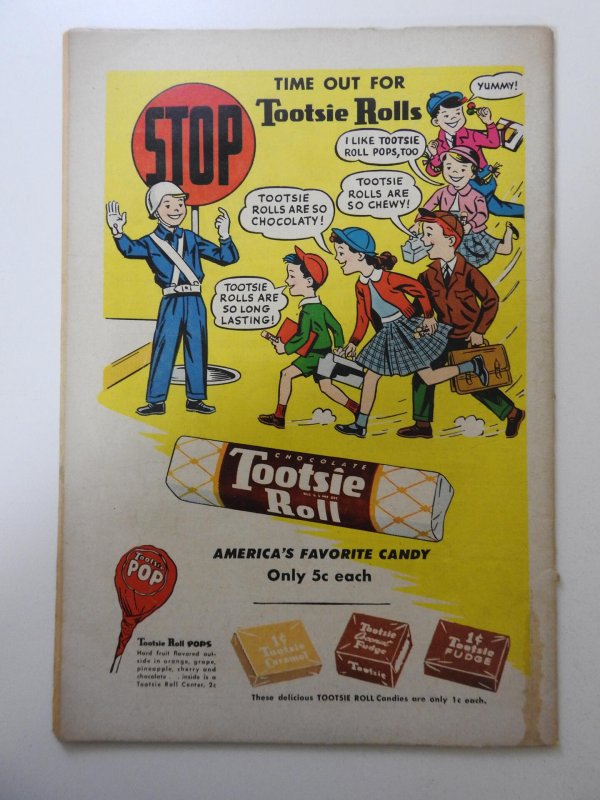 TIME OUT FOR
Tootsie Rolls
STOP
YUMMY!
I LIKE TOOTSIE
ROLL POPS, TOO
TOOTSIE
ROLLS ARE SO
CHOCOLATY!
TOOTSIE
ROLLS ARE
SO CHEWY!
TOOTSIE
ROLLS ARE
SO LONG
LASTING!
CHOCOLATE
Tootsie
Roll
AMERICA'S FAVORITE CANDY
Only 5c each
Tootsie
POP
Tootsie Roll POPS
Hard fruit flavored out-
side in orange, grape,
pineapple, cherry and
chocolate . . inside is a
Tootsie Roll Center, 2c
1¢
Tootsie
Caramel
Tootsie
Coconut
Fudge
Tootsie
1¢
Tootsie
FUDGE
These delicious TOOTSIE ROLL Candies are only 1c each.